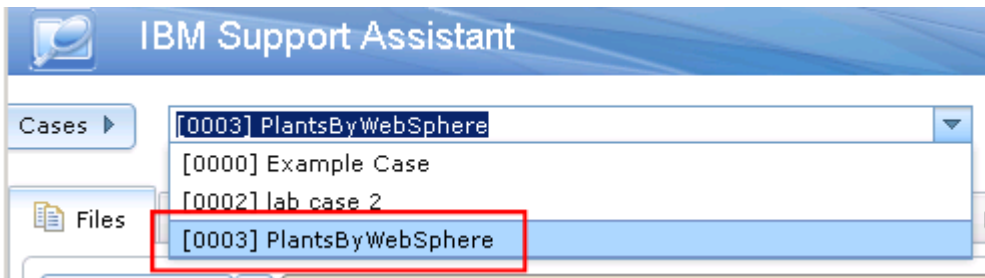 IBM Support Assistant
Cases
[0003] PlantsByWebSphere
[0000] Example Case
[0002] lab case 2
Files
[0003] PlantsByWebSphere